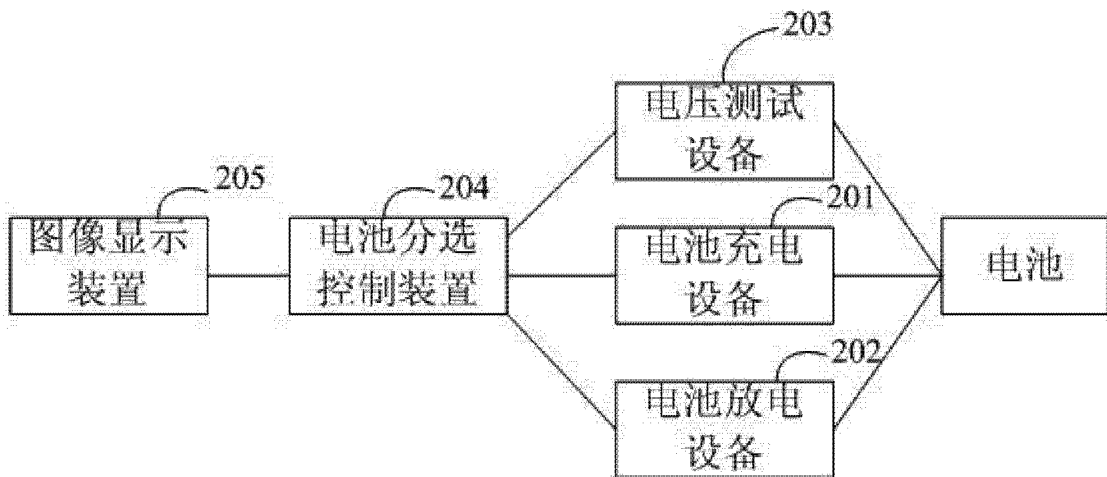 203
电压测试
设备
205
图像显示
装置
204
电池分选
控制装置
201
电池充电
设备
电池
202
电池放电
设备